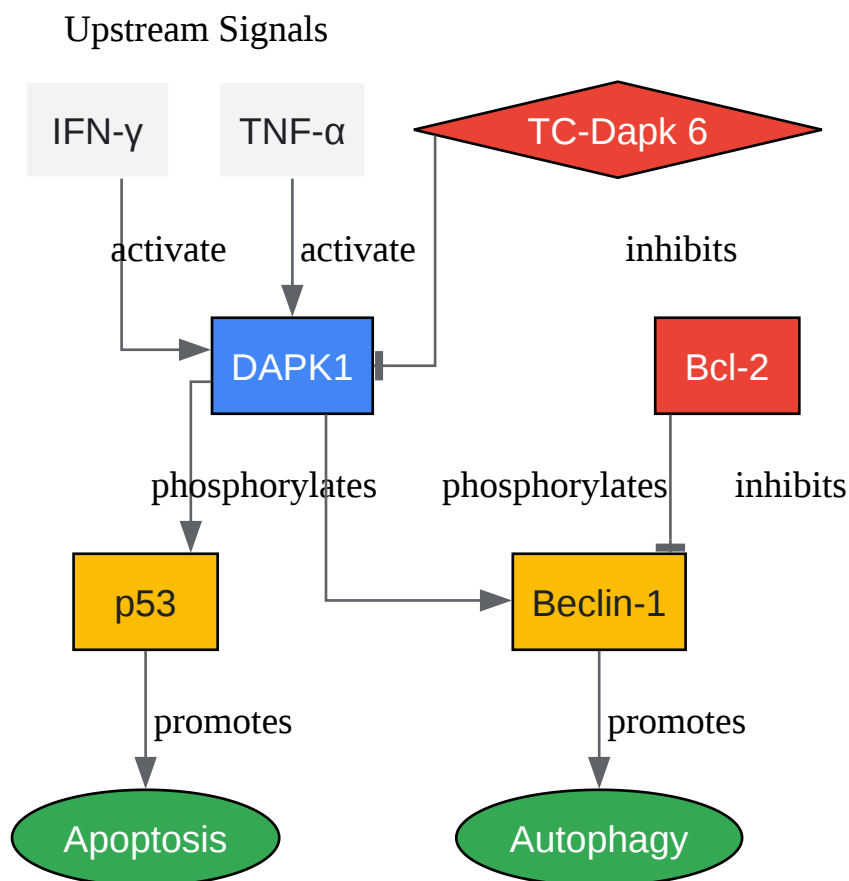 Upstream Signals
IFN-γ
TNF-α
TC-Dapk 6
activate
activate
inhibits
DAPK1
Bcl-2
phosphorylates
phosphorylates
inhibits
p53
Beclin-1
promotes
promotes
Apoptosis
Autophagy